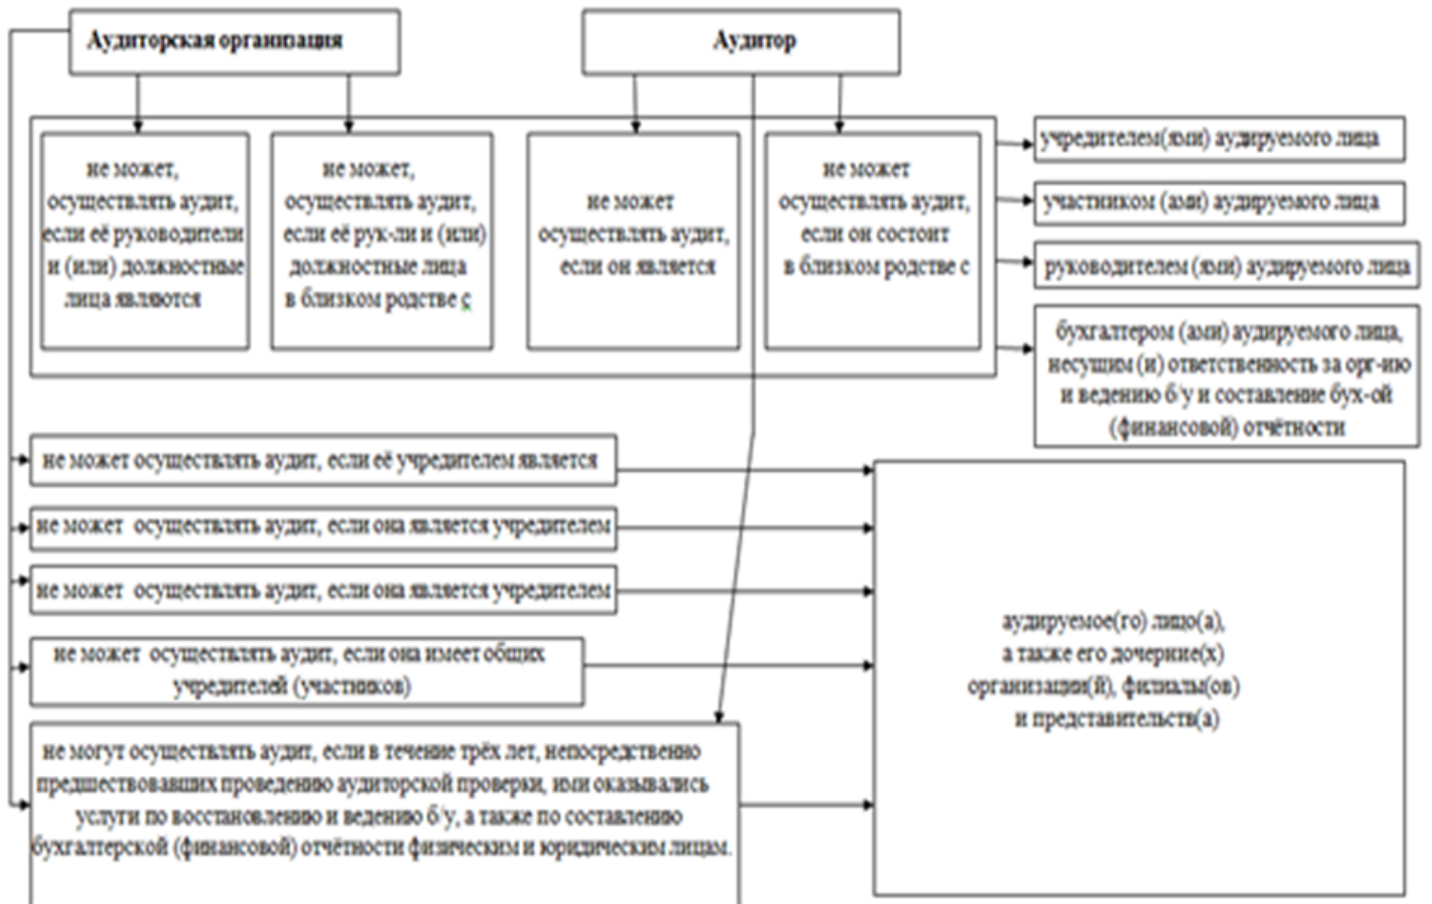 Аудиторская организация
Аудитор
не может,
осуществлять аудит,
если её руководители
и (или) должностные
лица являются
не может,
осуществлять аудит,
если её рук-ли и (или)
должностные лица
в близком родстве с
не может
осуществлять аудит,
если он является
не может
осуществлять аудит,
если он состоит
в близком родстве с
учредителем(ями) аудируемого лица
участником (ами) аудируемого лица
руководителем (ями) аудируемого лица
бухгалтером (ами) аудируемого лица,
несущим (и) ответственность за орг-ию
и ведению б/у и составление бух-ой
(финансовой) отчётности
не может осуществлять аудит, если её учредителем является
не может осуществлять аудит, если она является учредителем
не может осуществлять аудит, если она является учредителем
не может осуществлять аудит, если она имеет общих
учредителей (участников)
не могут осуществлять аудит, если в течение трёх лет, непосредственно
предшествовавших проведению аудиторской проверки, ими оказывались
услуги по восстановлению и ведению б/у, а также по составлению
бухгалтерской (финансовой) отчётности физическим и юридическим лицам.
аудируемое(го) лицо(а),
а также его дочерние(х)
организации(й), филиалы(ов)
и представительств(а)